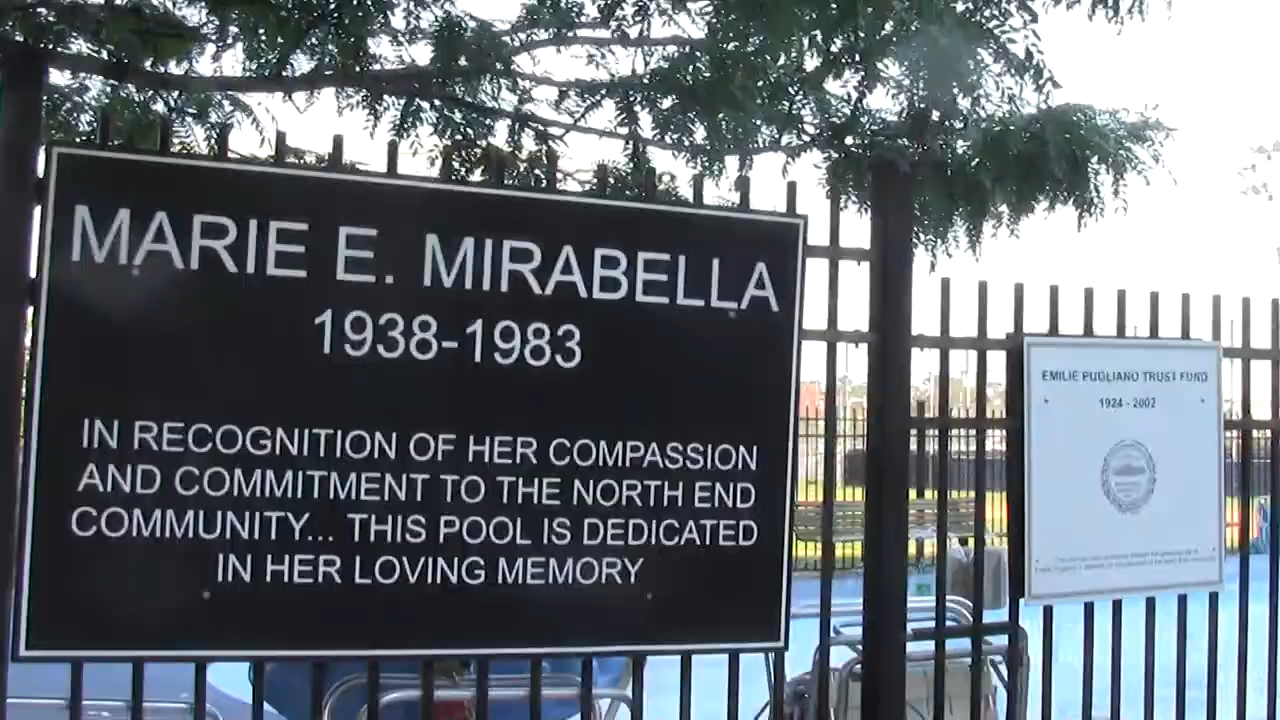 MARIE E. MIRABELLA
1938-1983
IN RECOGNITION OF HER COMPASSION
AND COMMITMENT TO THE NORTH END
COMMUNITY... THIS POOL IS DEDICATED
IN HER LOVING MEMORY
EMILIE PUGLIANO TRUST FUND
1924 - 2002